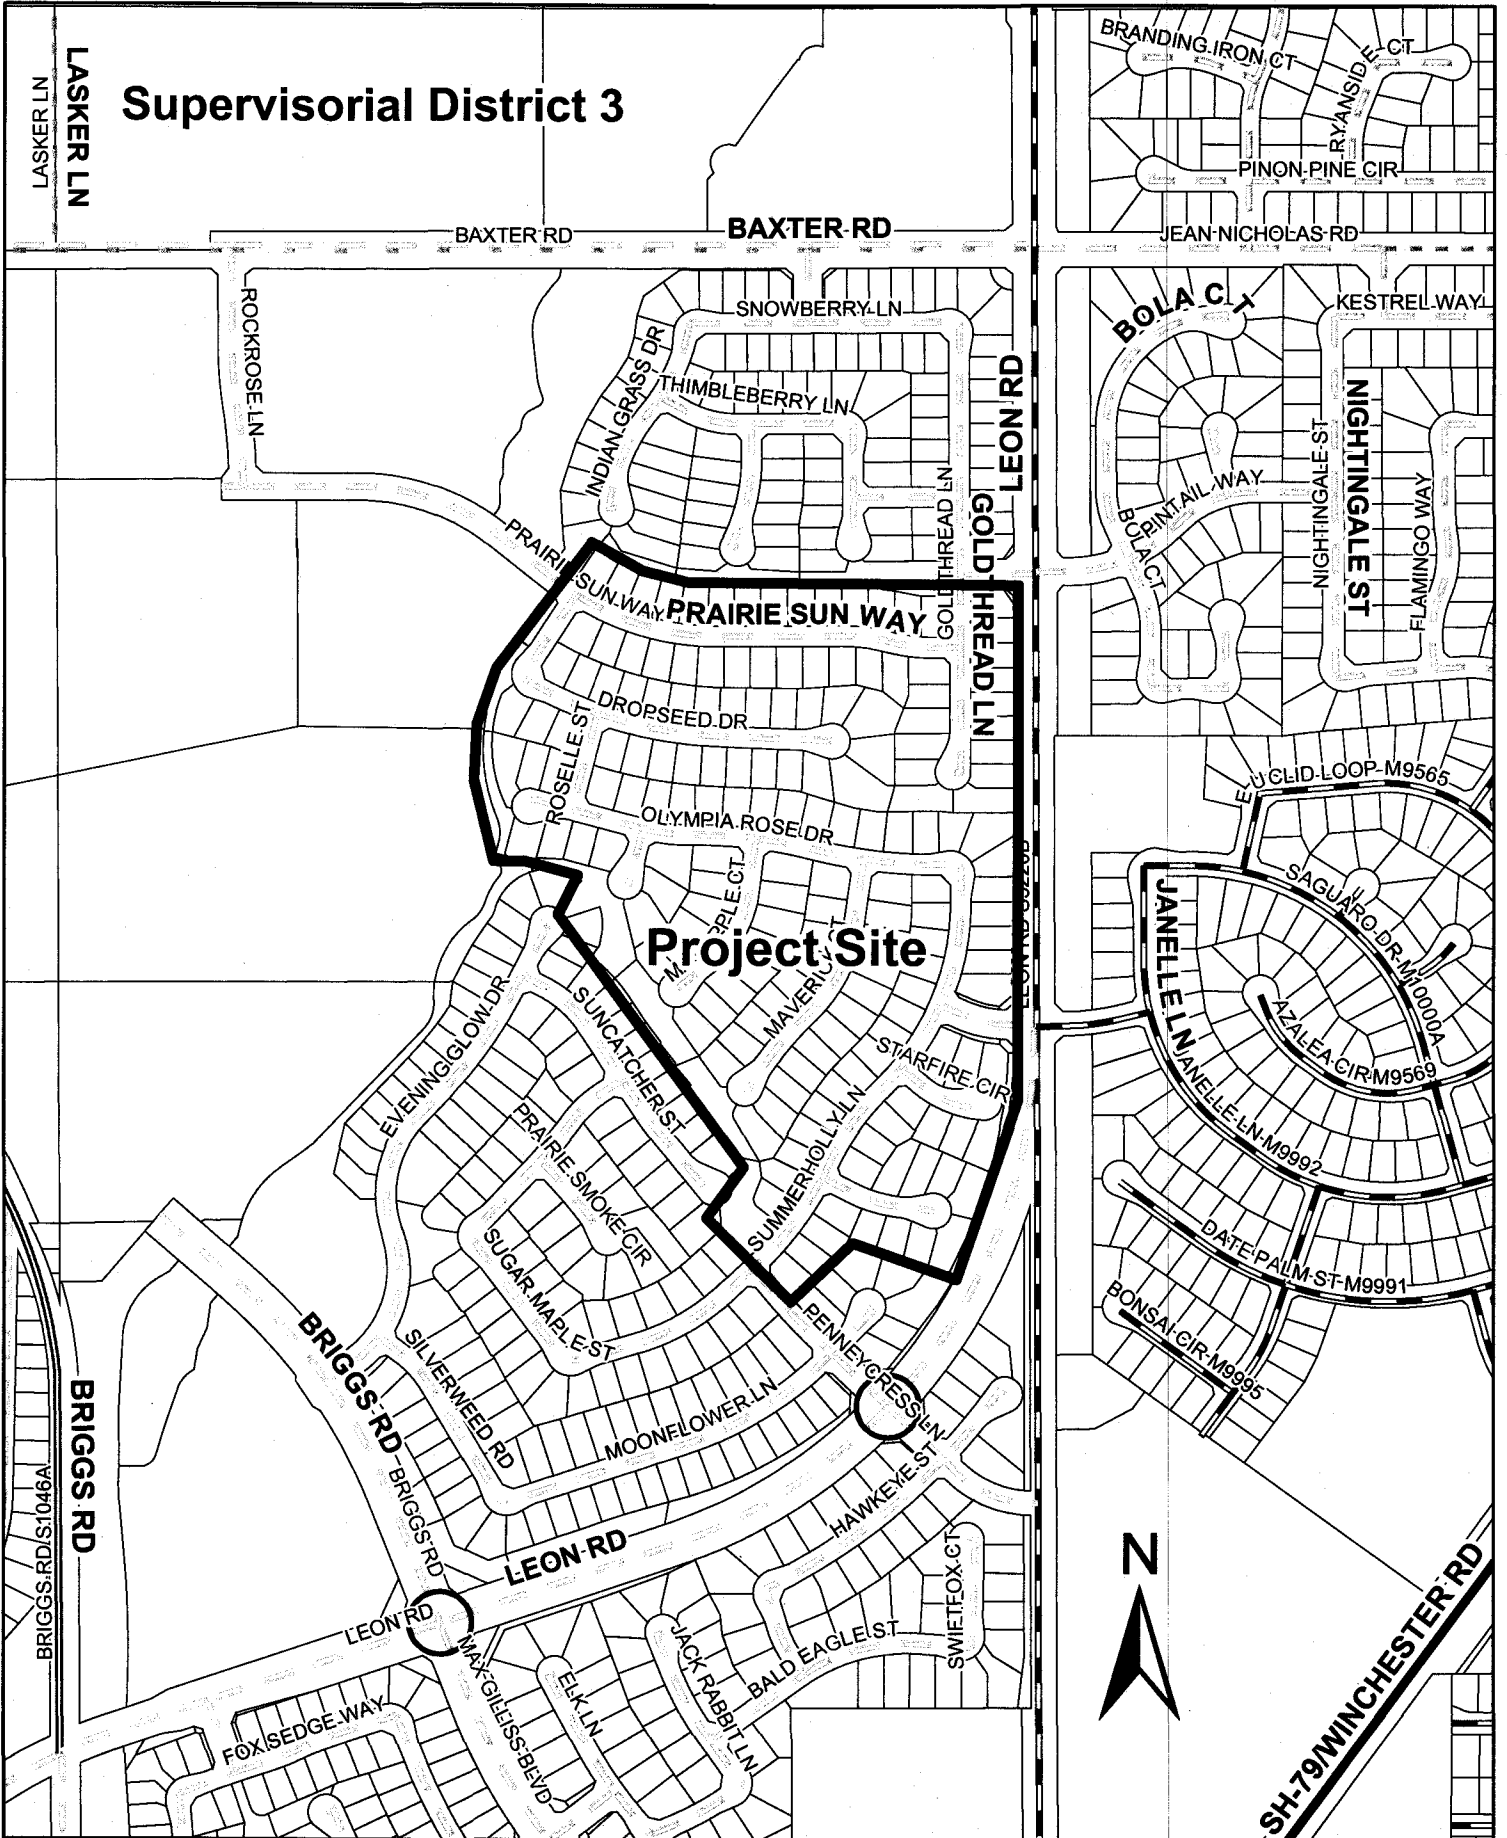 LASKER LN
LASKER LN
Supervisorial District 3
BRANDING IRON CT
RYANSIDE CT
PINON PINE CIR
BAXTER RD
BAXTER RD
JEAN NICHOLAS RD
ROCKROSE LN
SNOWBERRY LN
INDIAN GRASS DR
THIMBLEBERRY LN
LEON RD
BOLA CT
KESTREL WAY
NIGHTINGALE ST
NIGHTINGALE ST
FLAMINGO WAY
PINTAIL WAY
BOLA CT
GOLDTHREAD LN
GOLDTHREAD LN
PRAIRIE SUN WAY
PRAIRIE SUN WAY
DROPSEED DR
ROSELLE ST
OLYMPIA ROSE DR
EUCLID LOOP M9565
SAGUARO DR M10000A
JANELLE LN
JANELLE LN M9992
AZALEA CIR M9569
Project Site
STARFIRE CIR
SUMMERHOLLY LN
EVENING GLOW DR
SUNCATCHER ST
PRAIRIE SMOKE CIR
SUGAR MAPLE ST
DATE PALM ST M9991
BONSAI CIR M9995
PENNEYCRESS LN
BRIGGS RD
BRIGGS RD
SILVERWEED RD
MOONFLOWER LN
HAWKEYE ST
BRIGGS RD
BRIGGS RD S1046A
LEON RD
LEON RD
SWIFT FOX CT
BALD EAGLE ST
JACK RABBIT LN
ELK LN
MAX GILLISS BLVD
FOX SEDGE WAY
N
SH-79/WINCHESTER RD